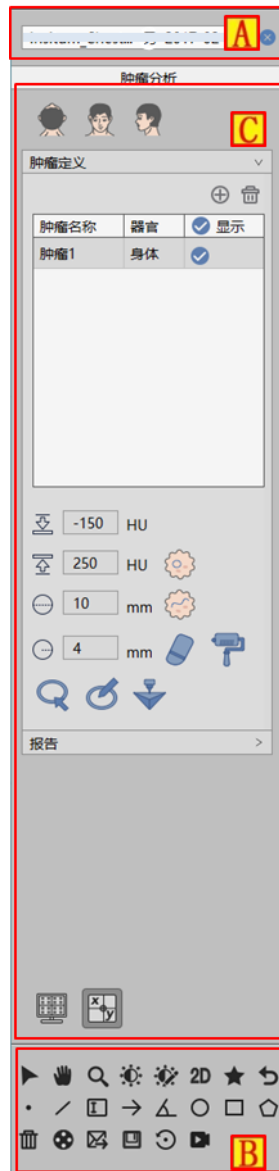 A
肿瘤分析
C
肿瘤定义
肿瘤名称 器官 显示
肿瘤1 身体
-150 HU
250 HU
10 mm
4 mm
报告
x
y
2D
B